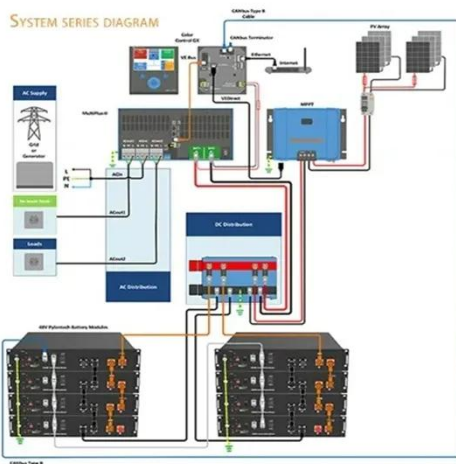 SYSTEM SERIES DIAGRAM
CANbus Type B
Cable
Color
Control GX
CANbus Terminator
PV Array
Ethernet
Internet
VE Bus
AC Supply
MultiPlus-II
VEDirect
MPPT
Grid
or
Generator
L
PE
N
ACin
ACout1
Loads
ACout2
DC Distribution
AC Distribution
48V Pylontech Battery Modules
CANbus Type B